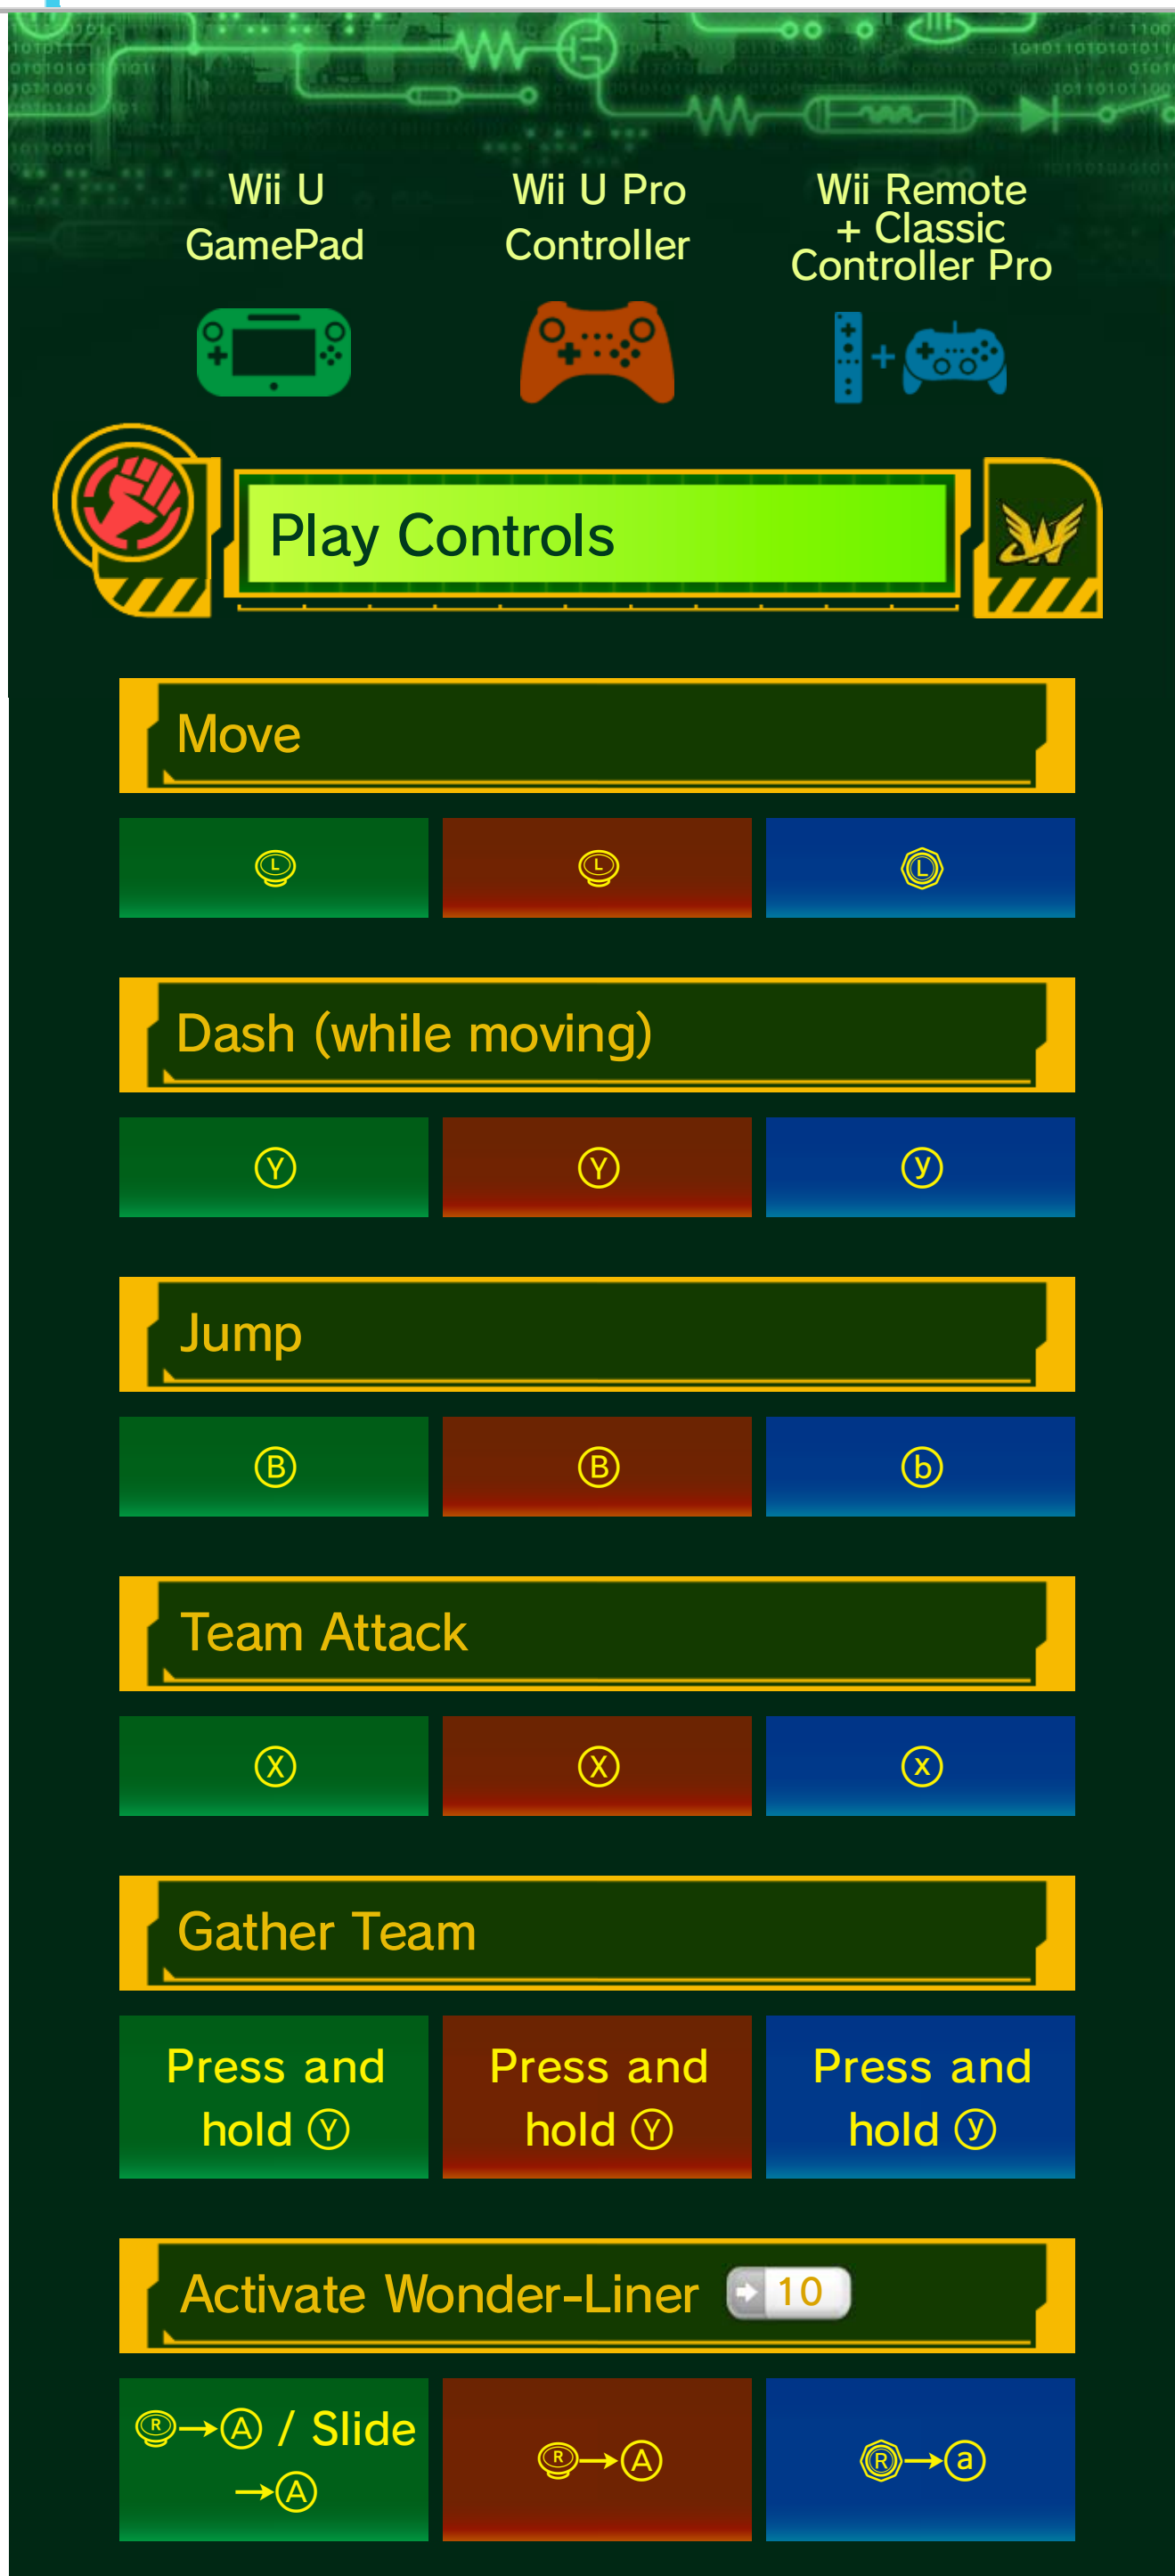 Wii U
GamePad
Wii U Pro
Controller
Wii Remote
+ Classic
Controller Pro
Play Controls
Move
L L L
Dash (while moving)
Y Y y
Jump
B B b
Team Attack
X X x
Gather Team
Press and
hold Y
Press and
hold Y
Press and
hold y
Activate Wonder-Liner 10
R→A / Slide
→A
R→A
R→a